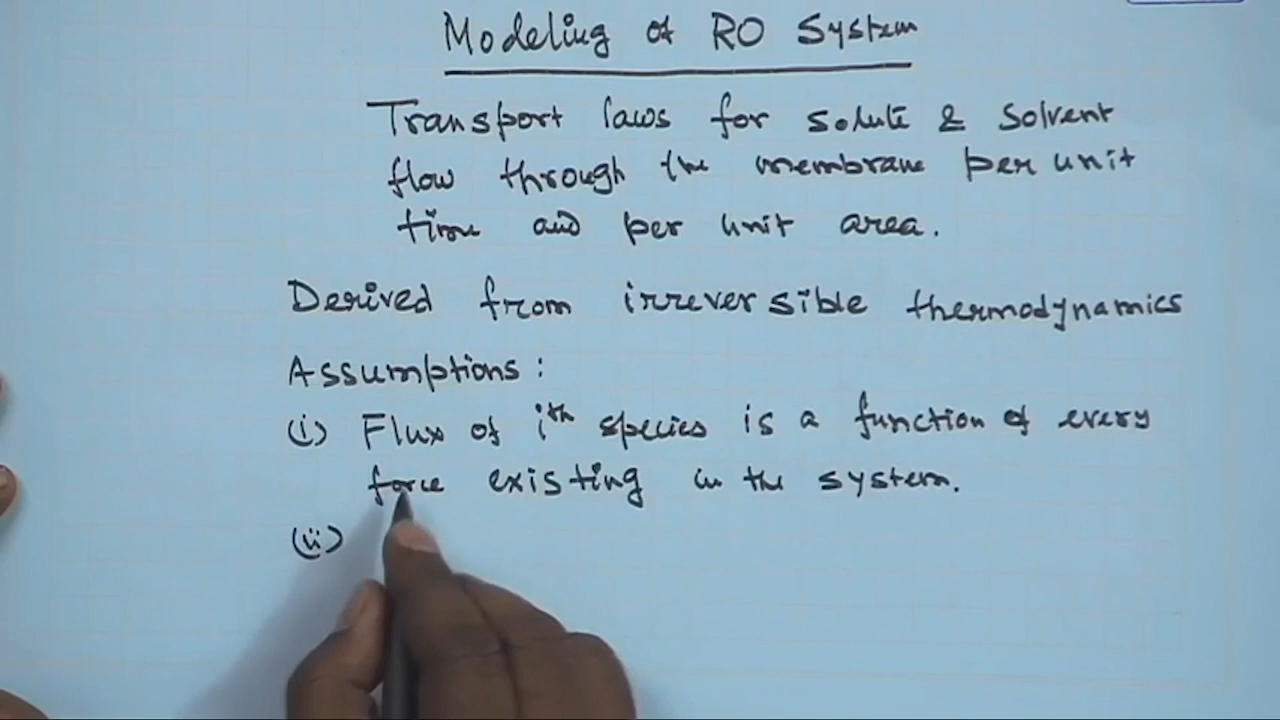 Modeling of RO System
Transport laws for solute & solvent
flow through the membrane per unit
time and per unit area.
Derived from irreversible thermodynamics
Assumptions :
(i) Flux of ith species is a function of every
force existing in the system.
(ii)